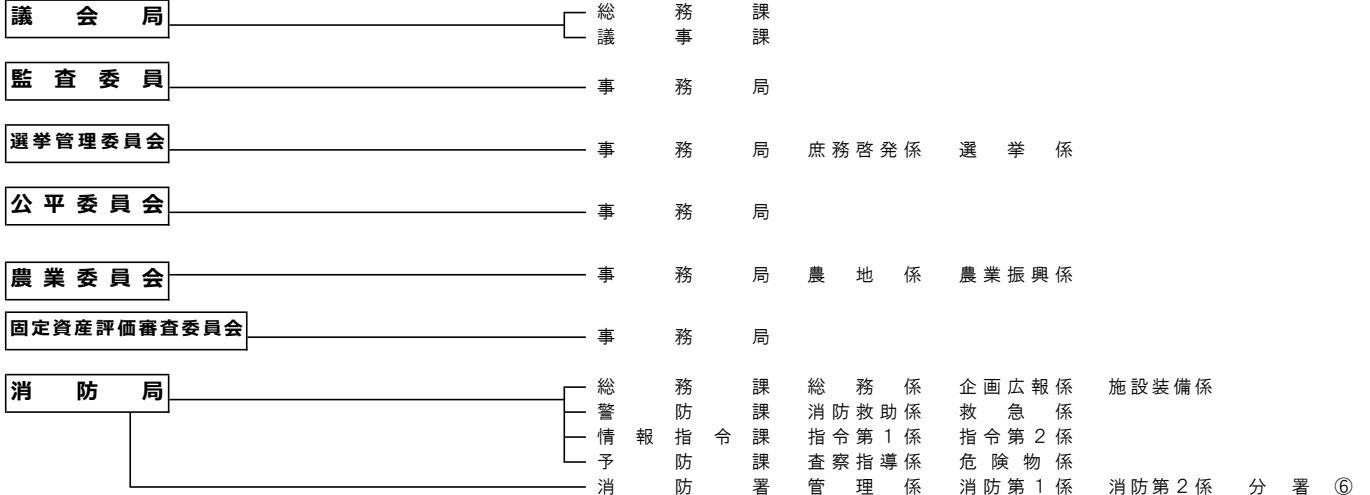 議会局 総務課
議事課
監査委員 事務局
選挙管理委員会 事務局 庶務啓発係 選挙係
公平委員会 事務局
農業委員会 事務局 農地係 農業振興係
固定資産評価審査委員会 事務局
消防局 総務課 総務係 企画広報係 施設装備係
警防課 消防救助係 救急係
情報指令課 指令第1係 指令第2係
予防課 査察指導係 危険物係
消防署 管理係 消防第1係 消防第2係 分署 ⑥